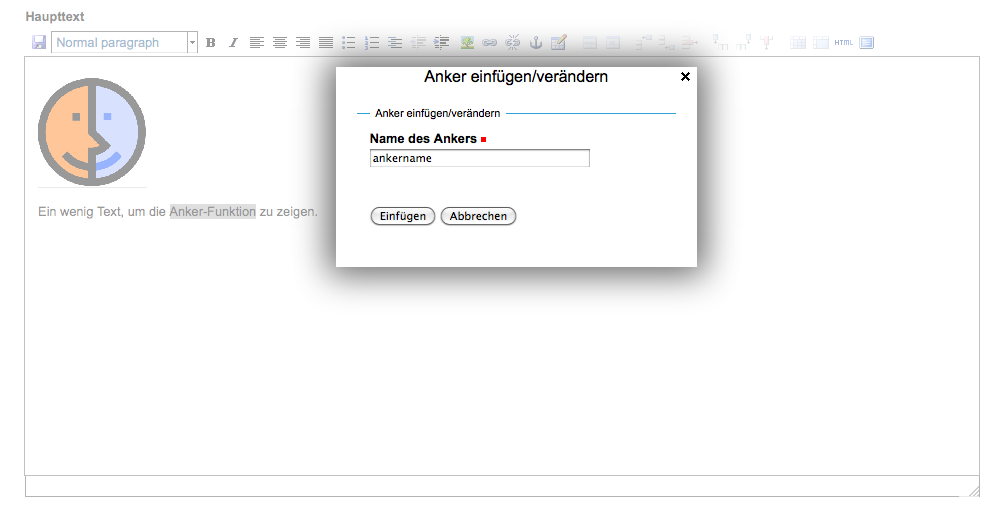 Haupttext
Normal paragraph
B I
HTML
Anker einfügen/verändern
Anker einfügen/verändern
Name des Ankers
ankername
Einfügen Abbrechen
Ein wenig Text, um die Anker-Funktion zu zeigen.